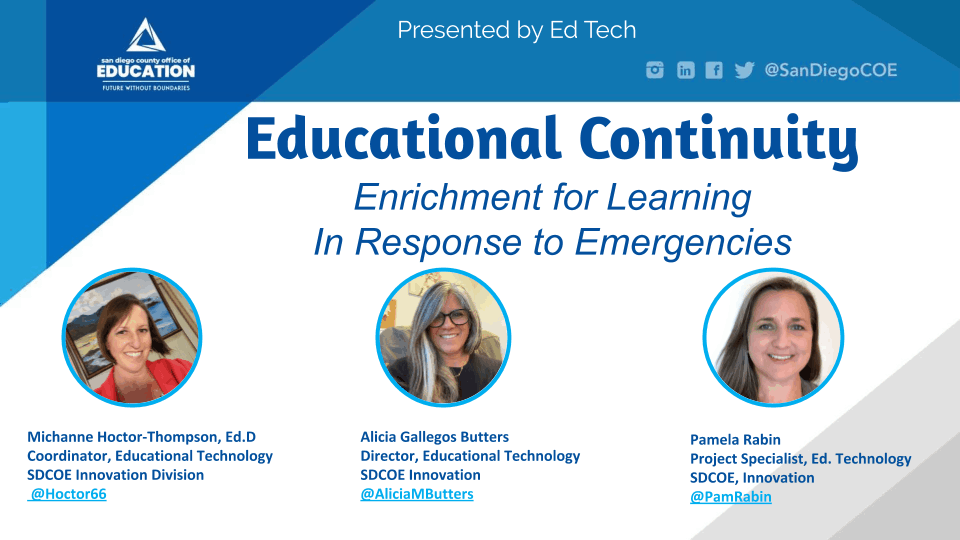 Presented by Ed Tech
san diego county office of
EDUCATION
FUTURE WITHOUT BOUNDARIES
@SanDiegoCOE
Educational Continuity
Enrichment for Learning
In Response to Emergencies
Michanne Hoctor-Thompson, Ed.D
Coordinator, Educational Technology
SDCOE Innovation Division
@Hoctor66
Alicia Gallegos Butters
Director, Educational Technology
SDCOE Innovation
@AliciaMButters
Pamela Rabin
Project Specialist, Ed. Technology
SDCOE, Innovation
@PamRabin